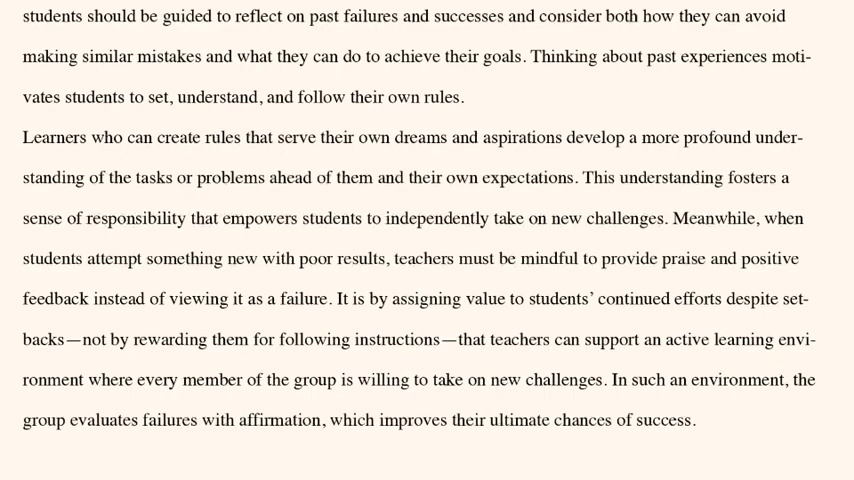 students should be guided to reflect on past failures and successes and consider both how they can avoid
making similar mistakes and what they can do to achieve their goals. Thinking about past experiences moti-
vates students to set, understand, and follow their own rules.
Learners who can create rules that serve their own dreams and aspirations develop a more profound under-
standing of the tasks or problems ahead of them and their own expectations. This understanding fosters a
sense of responsibility that empowers students to independently take on new challenges. Meanwhile, when
students attempt something new with poor results, teachers must be mindful to provide praise and positive
feedback instead of viewing it as a failure. It is by assigning value to students’ continued efforts despite set-
backs—not by rewarding them for following instructions—that teachers can support an active learning envi-
ronment where every member of the group is willing to take on new challenges. In such an environment, the
group evaluates failures with affirmation, which improves their ultimate chances of success.